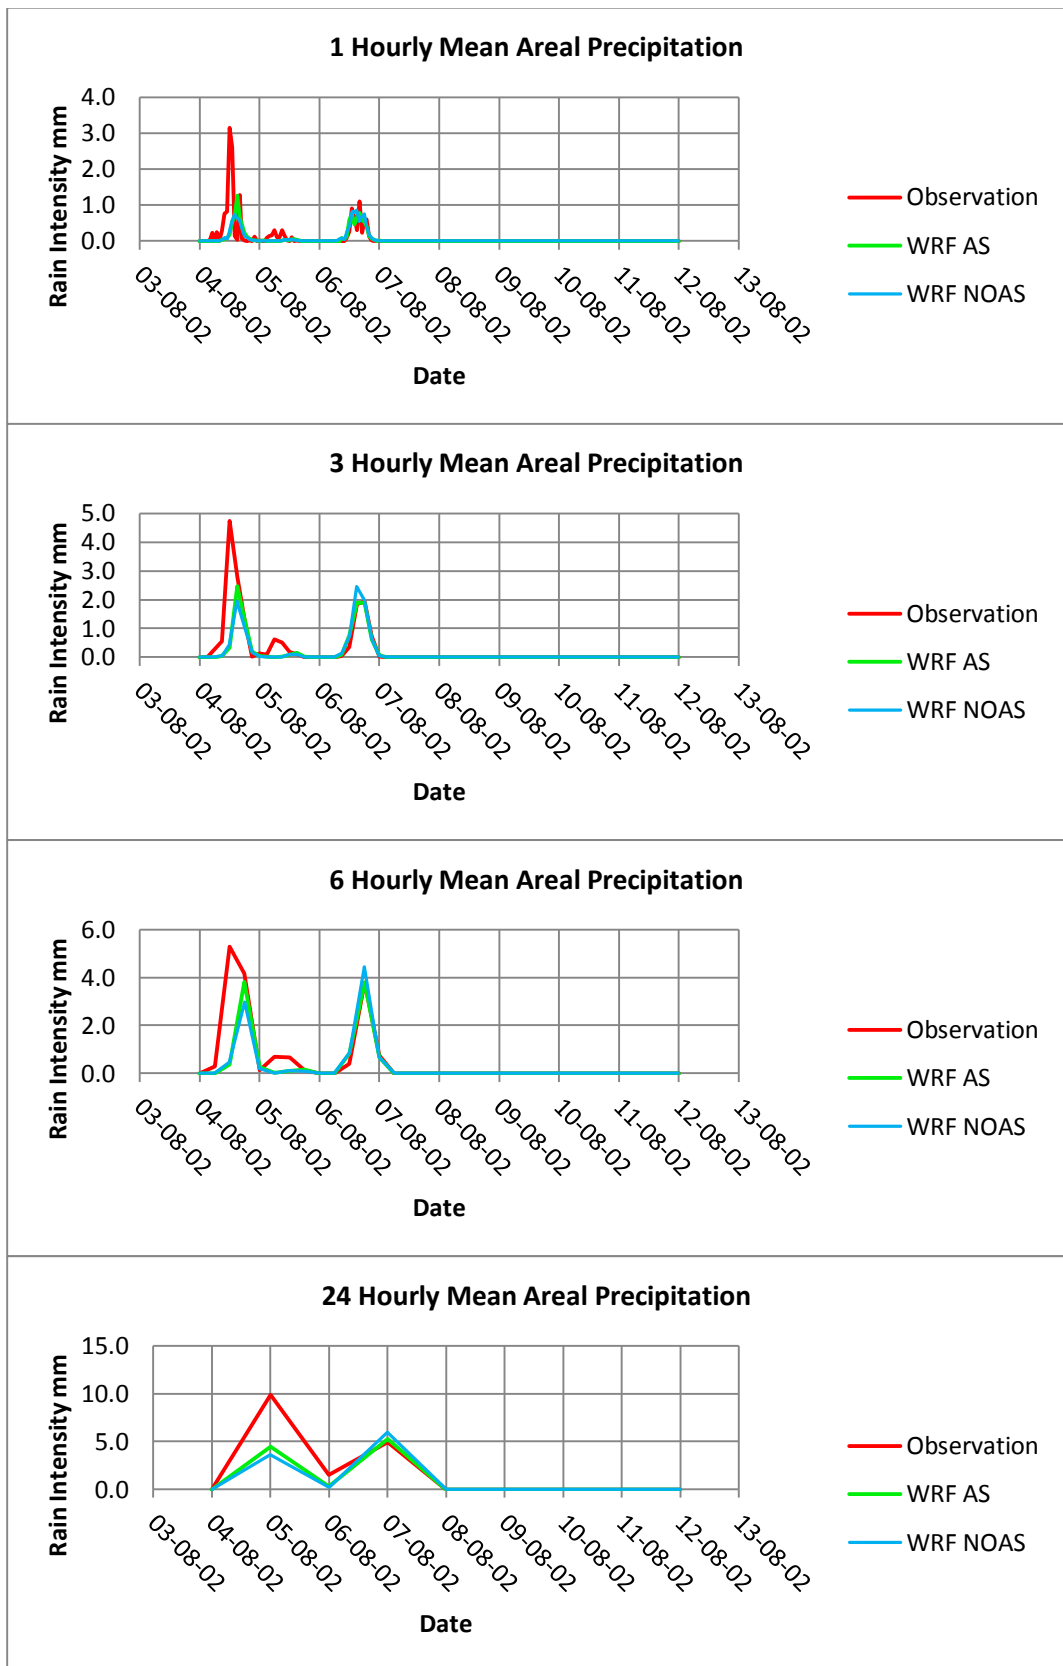 1 Hourly Mean Areal Precipitation
Rain Intensity mm
4.0
3.0
2.0
1.0
0.0
03-08-02
04-08-02
05-08-02
06-08-02
07-08-02
08-08-02
09-08-02
10-08-02
11-08-02
12-08-02
13-08-02
Date
Observation
WRF AS
WRF NOAS
3 Hourly Mean Areal Precipitation
Rain Intensity mm
5.0
4.0
3.0
2.0
1.0
0.0
03-08-02
04-08-02
05-08-02
06-08-02
07-08-02
08-08-02
09-08-02
10-08-02
11-08-02
12-08-02
13-08-02
Date
Observation
WRF AS
WRF NOAS
6 Hourly Mean Areal Precipitation
Rain Intensity mm
6.0
4.0
2.0
0.0
03-08-02
04-08-02
05-08-02
06-08-02
07-08-02
08-08-02
09-08-02
10-08-02
11-08-02
12-08-02
13-08-02
Date
Observation
WRF AS
WRF NOAS
24 Hourly Mean Areal Precipitation
Rain Intensity mm
15.0
10.0
5.0
0.0
03-08-02
04-08-02
05-08-02
06-08-02
07-08-02
08-08-02
09-08-02
10-08-02
11-08-02
12-08-02
13-08-02
Date
Observation
WRF AS
WRF NOAS